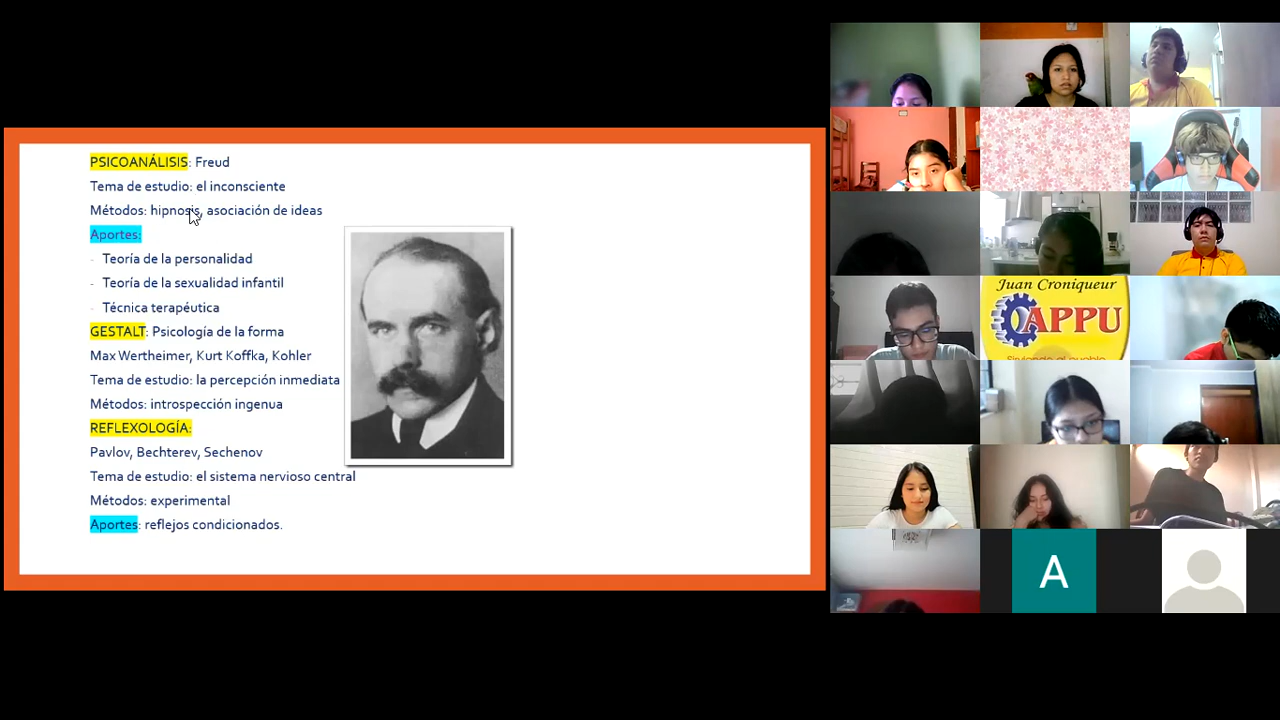 PSICOANÁLISIS: Freud
Tema de estudio: el inconsciente
Métodos: hipnosis, asociación de ideas
Aportes:
- Teoría de la personalidad
- Teoría de la sexualidad infantil
- Técnica terapéutica
GESTALT: Psicología de la forma
Max Wertheimer, Kurt Koffka, Kohler
Tema de estudio: la percepción inmediata
Métodos: introspección ingenua
REFLEXOLOGÍA:
Pavlov, Bechterev, Sechenov
Tema de estudio: el sistema nervioso central
Métodos: experimental
Aportes: reflejos condicionados.
Juan Croniqueur
CAPPU
Sirviendo al pueblo
A